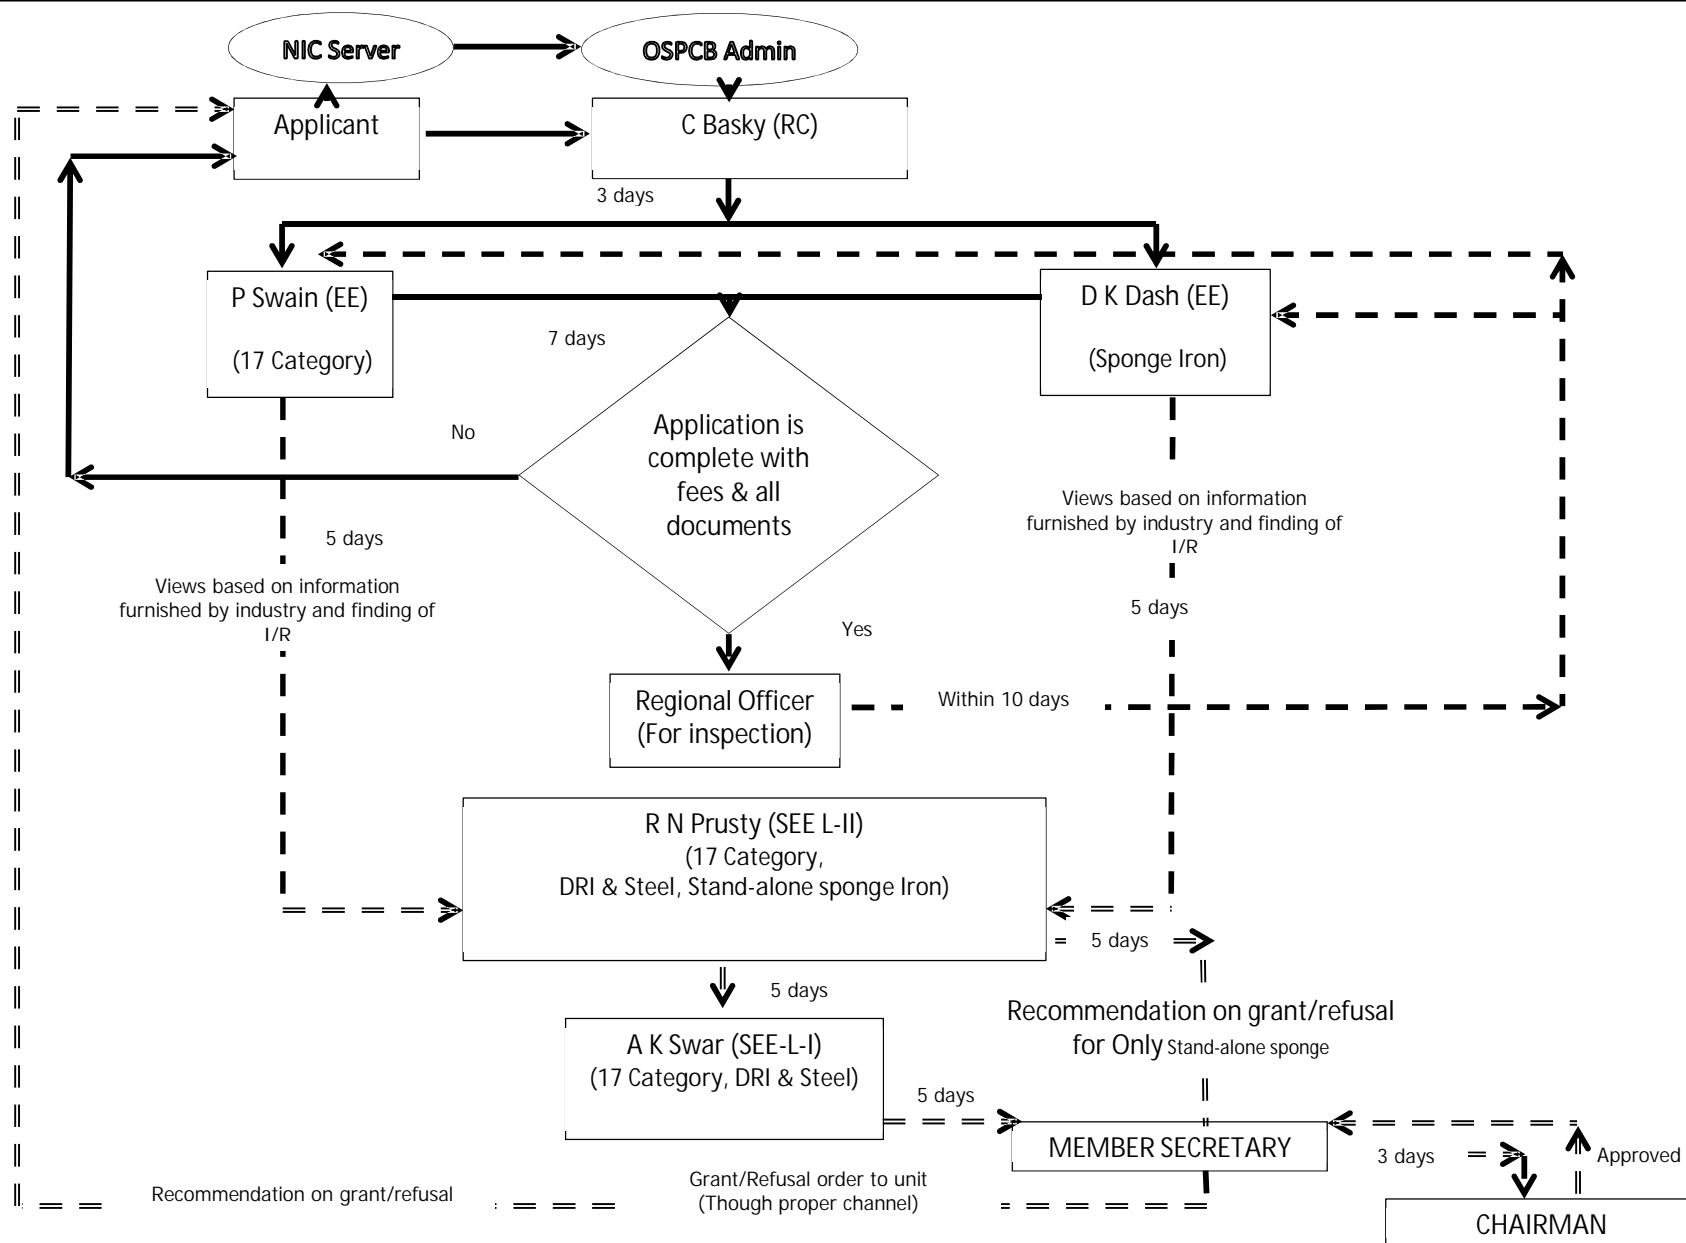 NIC Server
OSPCB Admin
Applicant
C Basky (RC)
3 days
P Swain (EE)
(17 Category)
D K Dash (EE)
(Sponge Iron)
7 days
Application is
complete with
fees & all
documents
No
Yes
5 days
Views based on information
furnished by industry and finding of
I/R
Views based on information
furnished by industry and finding of
I/R
5 days
Regional Officer
(For inspection)
Within 10 days
R N Prusty (SEE L-II)
(17 Category,
DRI & Steel, Stand-alone sponge Iron)
5 days
5 days
Recommendation on grant/refusal
for Only Stand-alone sponge
A K Swar (SEE-L-I)
(17 Category, DRI & Steel)
5 days
MEMBER SECRETARY
3 days
Approved
CHAIRMAN
Grant/Refusal order to unit
(Though proper channel)
Recommendation on grant/refusal